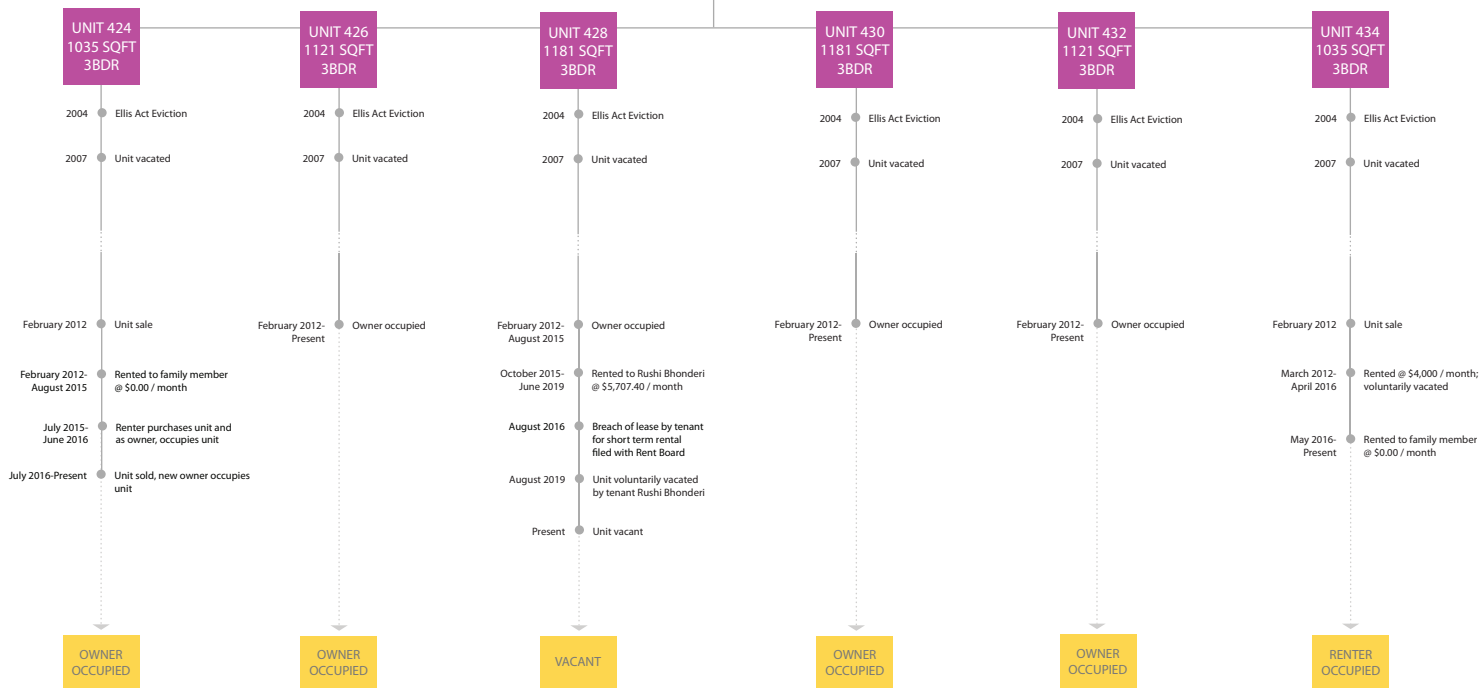 UNIT 424
1035 SQFT
3BDR
2004
Ellis Act Eviction
2007
Unit vacated
February 2012
Unit sale
February 2012-
August 2015
Rented to family member
@ $0.00 / month
July 2015-
June 2016
Renter purchases unit and
as owner, occupies unit
July 2016-Present
Unit sold, new owner occupies
unit
OWNER
OCCUPIED
UNIT 426
1121 SQFT
3BDR
2004
Ellis Act Eviction
2007
Unit vacated
February 2012-
Present
Owner occupied
OWNER
OCCUPIED
UNIT 428
1181 SQFT
3BDR
2004
Ellis Act Eviction
2007
Unit vacated
February 2012-
August 2015
Owner occupied
October 2015-
June 2019
Rented to Rushi Bhonderi
@ $5,707.40 / month
August 2016
Breach of lease by tenant
for short term rental
filed with Rent Board
August 2019
Unit voluntarily vacated
by tenant Rushi Bhonderi
Present
Unit vacant
VACANT
UNIT 430
1181 SQFT
3BDR
2004
Ellis Act Eviction
2007
Unit vacated
February 2012-
Present
Owner occupied
OWNER
OCCUPIED
UNIT 432
1121 SQFT
3BDR
2004
Ellis Act Eviction
2007
Unit vacated
February 2012-
Present
Owner occupied
OWNER
OCCUPIED
UNIT 434
1035 SQFT
3BDR
2004
Ellis Act Eviction
2007
Unit vacated
February 2012
Unit sale
March 2012-
April 2016
Rented @ $4,000 / month;
voluntarily vacated
May 2016-
Present
Rented to family member
@ $0.00 / month
RENTER
OCCUPIED